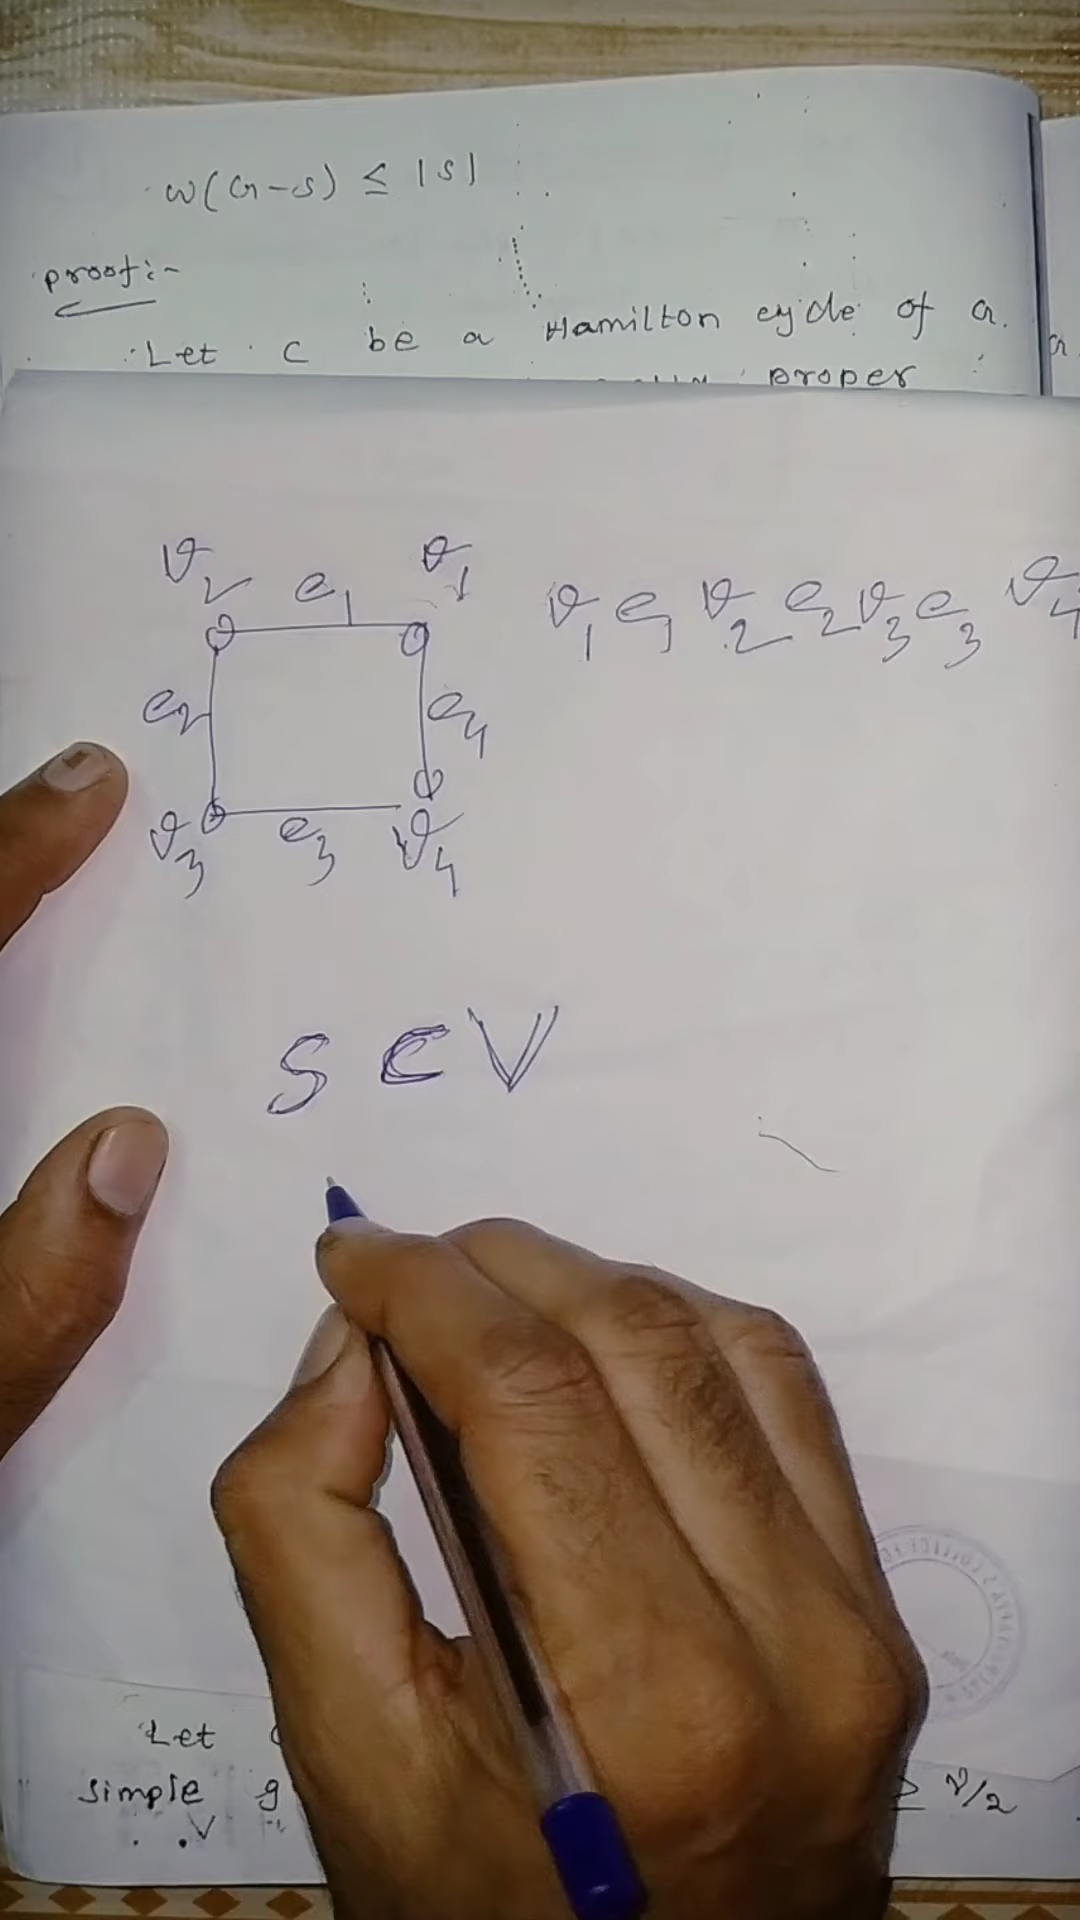 w(G-s) ≤ |s|
proof:-
Let C be a Hamilton cycle of G.
proper
v2 e1 v1 v1 e1 v2 e2 v3 e3 v4
e2 e4
v3 e3 v4
S ⊂ V
Let
simple g ≥ v/2